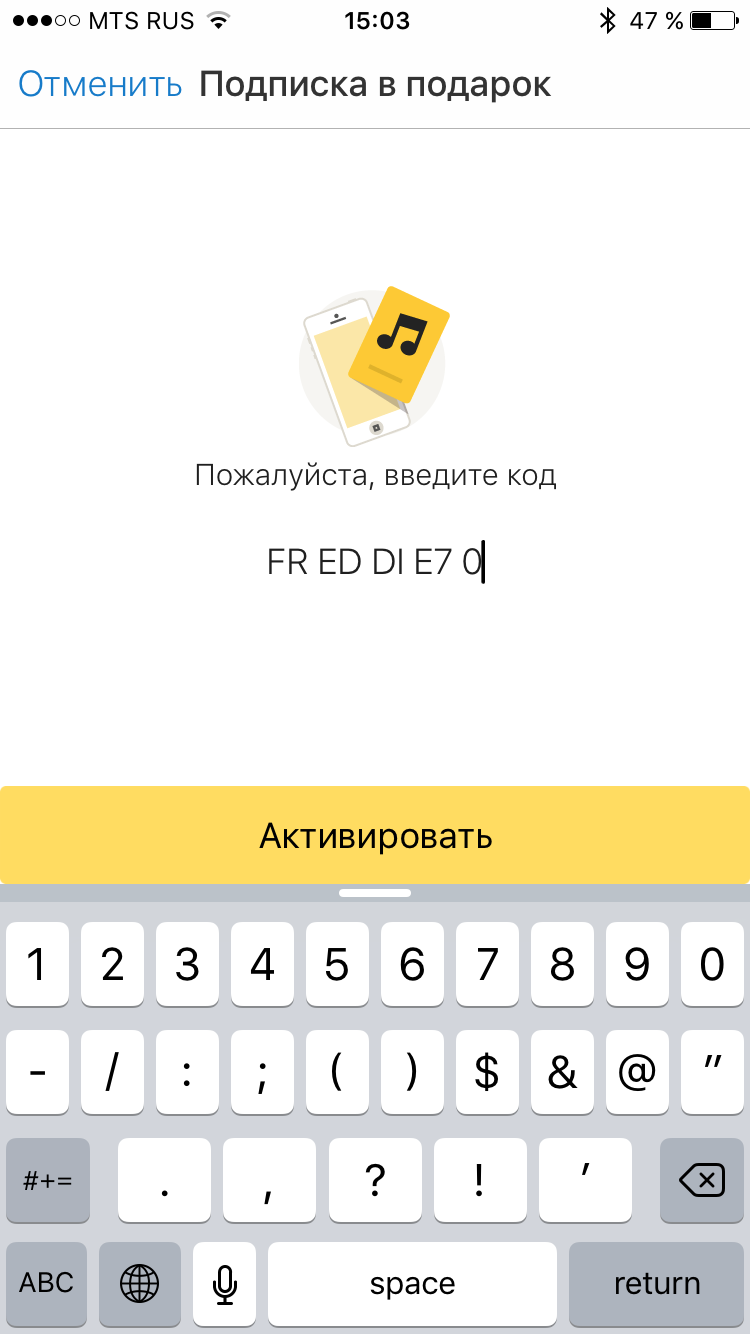 MTS RUS 15:03 47 %
Отменить Подписка в подарок
Пожалуйста, введите код
FR ED DI E7 0
Активировать
1 2 3 4 5 6 7 8 9 0
- / : ; ( ) $ & @ "
#+= . , ? ! '
ABC space return